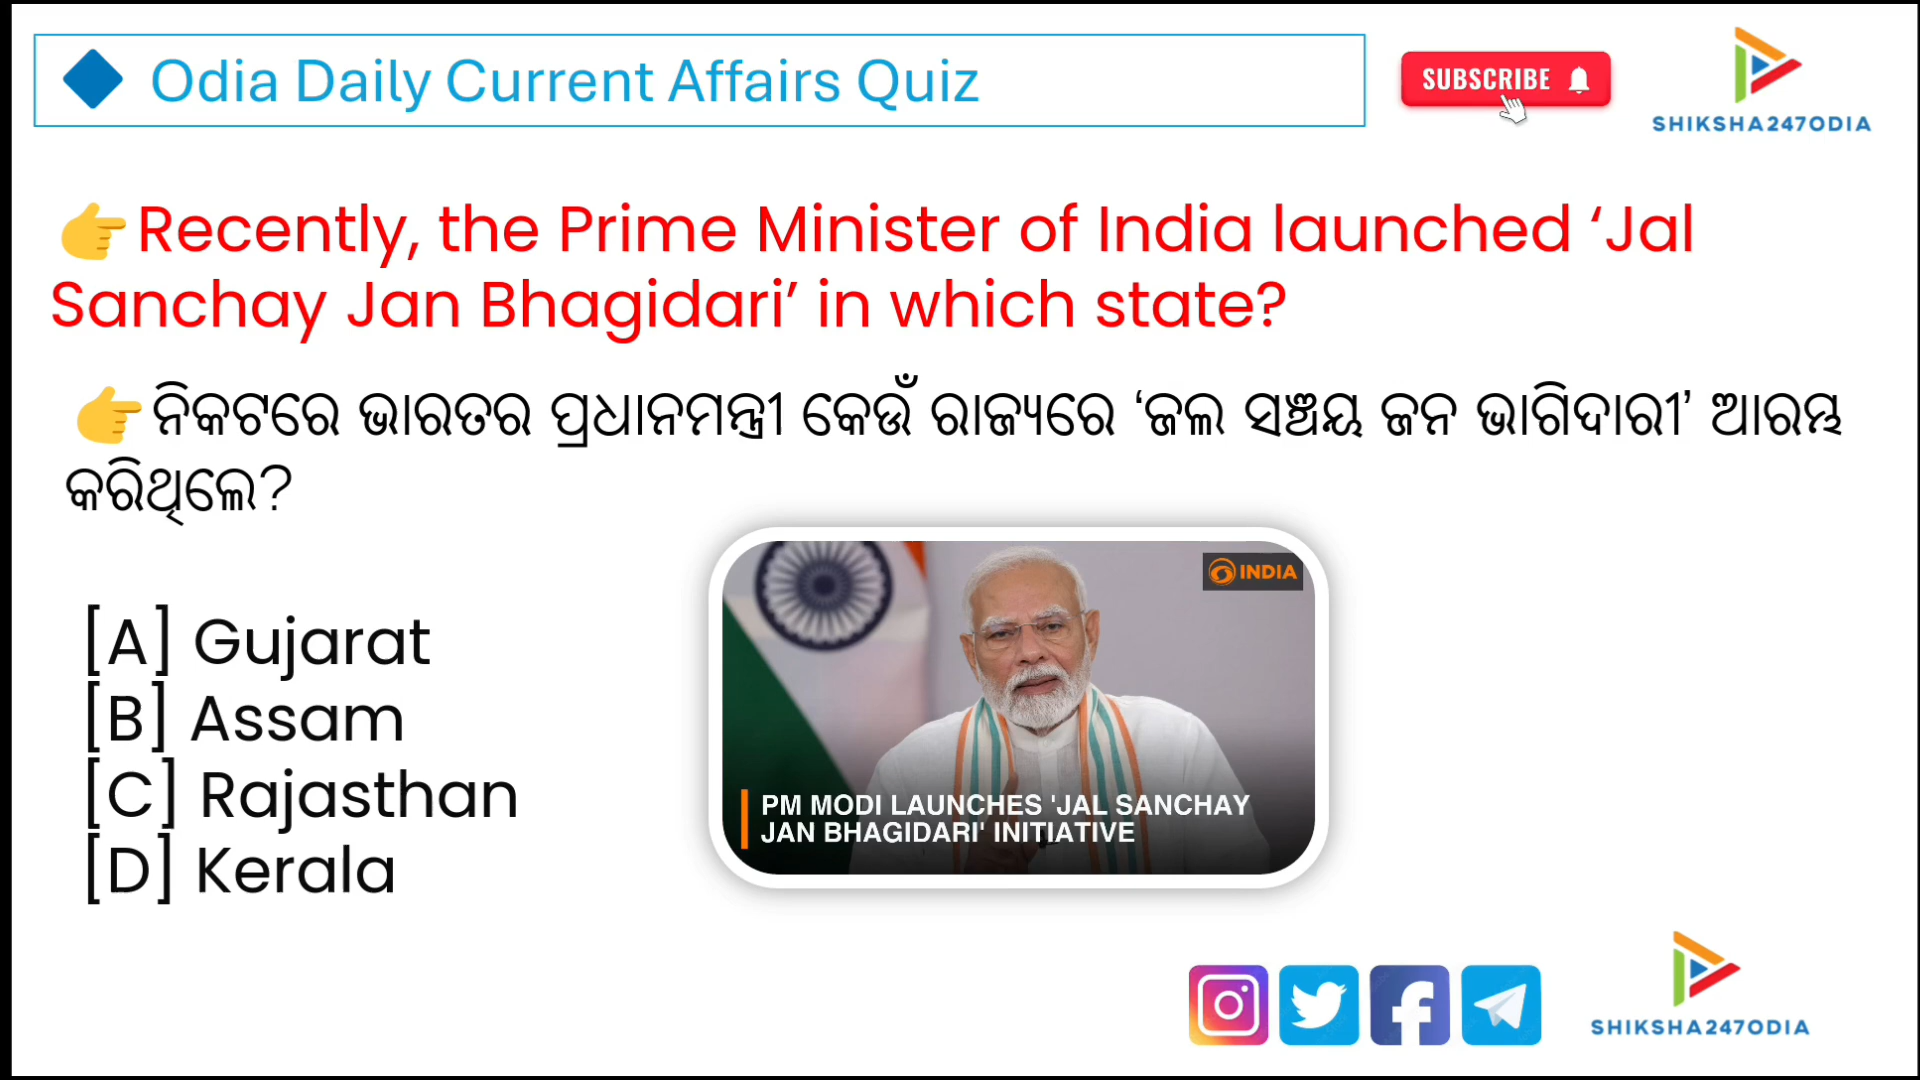 Odia Daily Current Affairs Quiz
SUBSCRIBE
SHIKSHA247ODIA
Recently, the Prime Minister of India launched ‘Jal
Sanchay Jan Bhagidari’ in which state?
ନିକଟରେ ଭାରତର ପ୍ରଧାନମନ୍ତ୍ରୀ କେଉଁ ରାଜ୍ୟରେ ‘ଜଲ ସଞ୍ଚୟ ଜନ ଭାଗିଦାରୀ’ ଆରମ୍ଭ
କରିଥିଲେ?
[A] Gujarat
[B] Assam
[C] Rajasthan
[D] Kerala
INDIA
PM MODI LAUNCHES 'JAL SANCHAY
JAN BHAGIDARI' INITIATIVE
SHIKSHA247ODIA